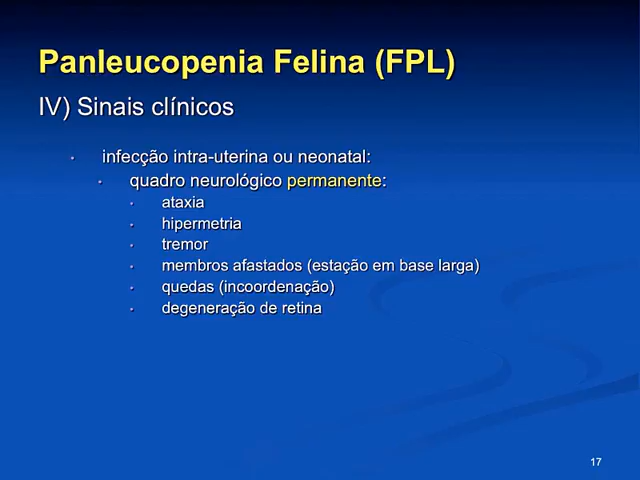 Panleucopenia Felina (FPL)
IV) Sinais clínicos
• infecção intra-uterina ou neonatal:
• quadro neurológico permanente:
• ataxia
• hipermetria
• tremor
• membros afastados (estação em base larga)
• quedas (incoordenação)
• degeneração de retina
17